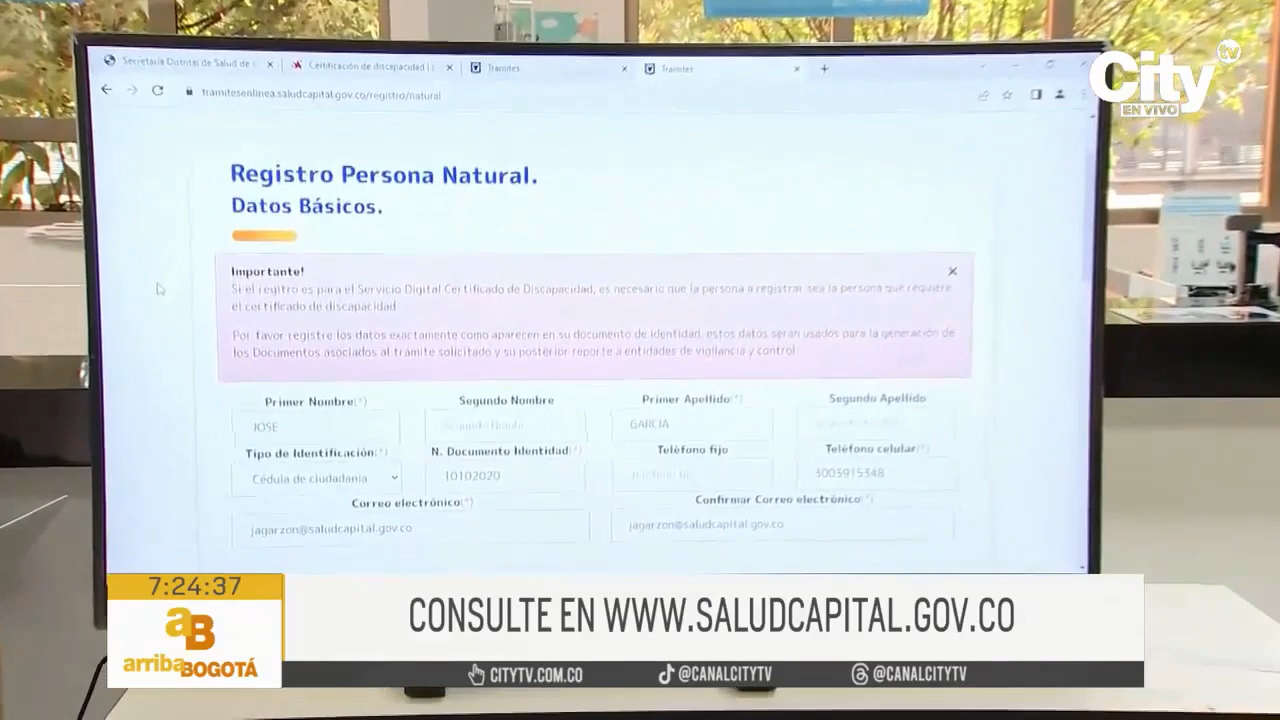 Secretaría Distrital de Salud de
Certificación de discapacidad |
Tramites
Tramites
tramitesenlinea.saludcapital.gov.co/registro/natural
City tv
EN VIVO
Registro Persona Natural.
Datos Básicos.
Importante!
Si el regitro es para el Servicio Digital Certificado de Discapacidad, es necesario que la persona a registrar sea la persona que requiere
el certificado de discapacidad.
Por favor registre los datos exactamente como aparecen en su documento de identidad, estos datos seran usados para la generación de
los Documentos asociados al trámite solicitado y su posterior reporte a entidades de vigilancia y control.
Primer Nombre(*) Segundo Nombre Primer Apellido(*) Segundo Apellido
JOSE Segundo Nombre GARCIA
Tipo de Identificación(*) N. Documento Identidad(*) Teléfono fijo Teléfono celular(*)
Cédula de ciudadanía 10102020 3003915348
Correo electrónico(*) Confirmar Correo electrónico(*)
jagarzon@saludcapital.gov.co jagarzon@saludcapital.gov.co
7:24:37
aB
arriba BOGOTÁ
CONSULTE EN WWW.SALUDCAPITAL.GOV.CO
CITYTV.COM.CO @CANALCITYTV @CANALCITYTV